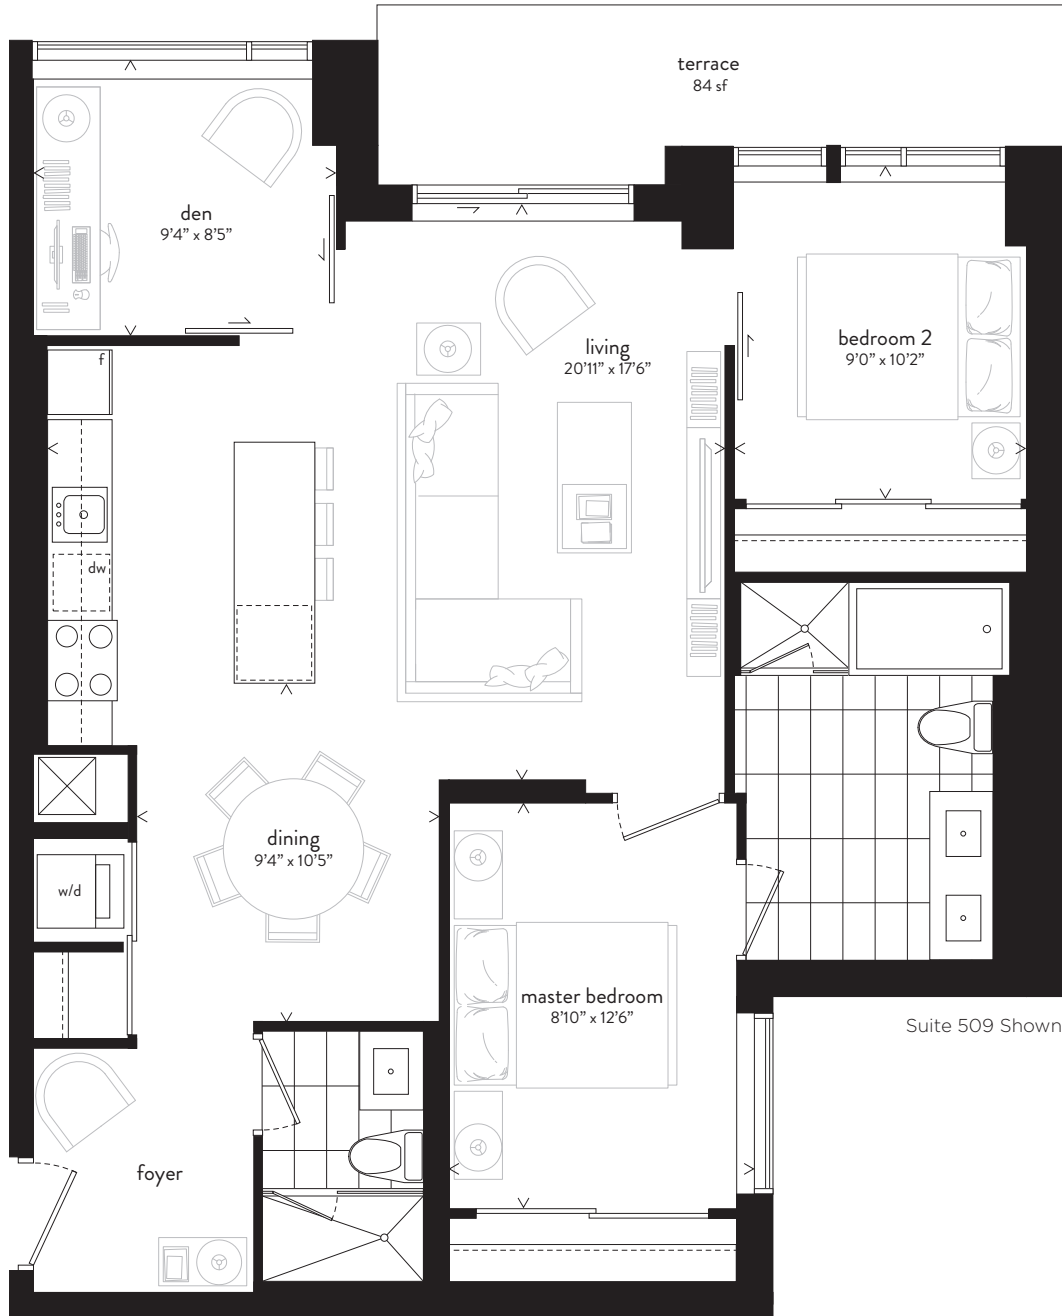 terrace
84 sf
den
9'4" x 8'5"
living
20'11" x 17'6"
bedroom 2
9'0" x 10'2"
f
dw
dining
9'4" x 10'5"
w/d
master bedroom
8'10" x 12'6"
Suite 509 Shown
foyer